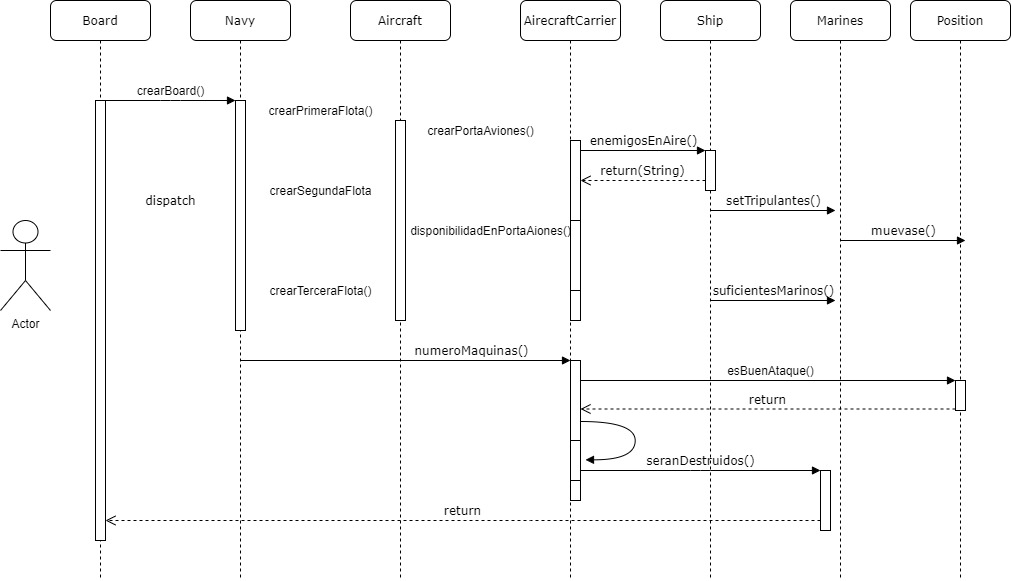 Board
Navy
Aircraft
AirecraftCarrier
Ship
Marines
Position
crearBoard()
crearPrimeraFlota()
crearPortaAviones()
enemigosEnAire()
return(String)
crearSegundaFlota
dispatch
setTripulantes()
disponibilidadEnPortaAiones()
muevase()
crearTerceraFlota()
suficientesMarinos()
Actor
numeroMaquinas()
esBuenAtaque()
return
seranDestruidos()
return